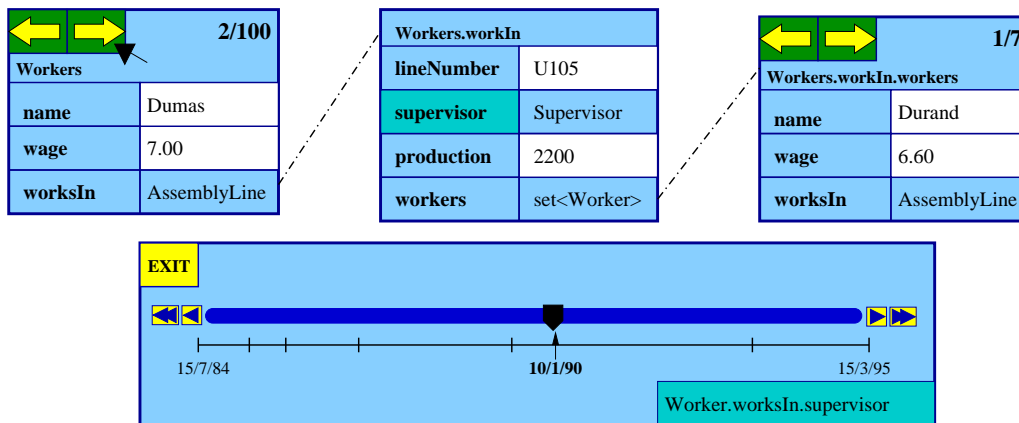 2/100
Workers
name Dumas
wage 7.00
worksIn AssemblyLine
Workers.workIn
lineNumber U105
supervisor Supervisor
production 2200
workers set<Worker>
1/7
Workers.workIn.workers
name Durand
wage 6.60
worksIn AssemblyLine
EXIT
15/7/84 10/1/90 15/3/95
Worker.worksIn.supervisor